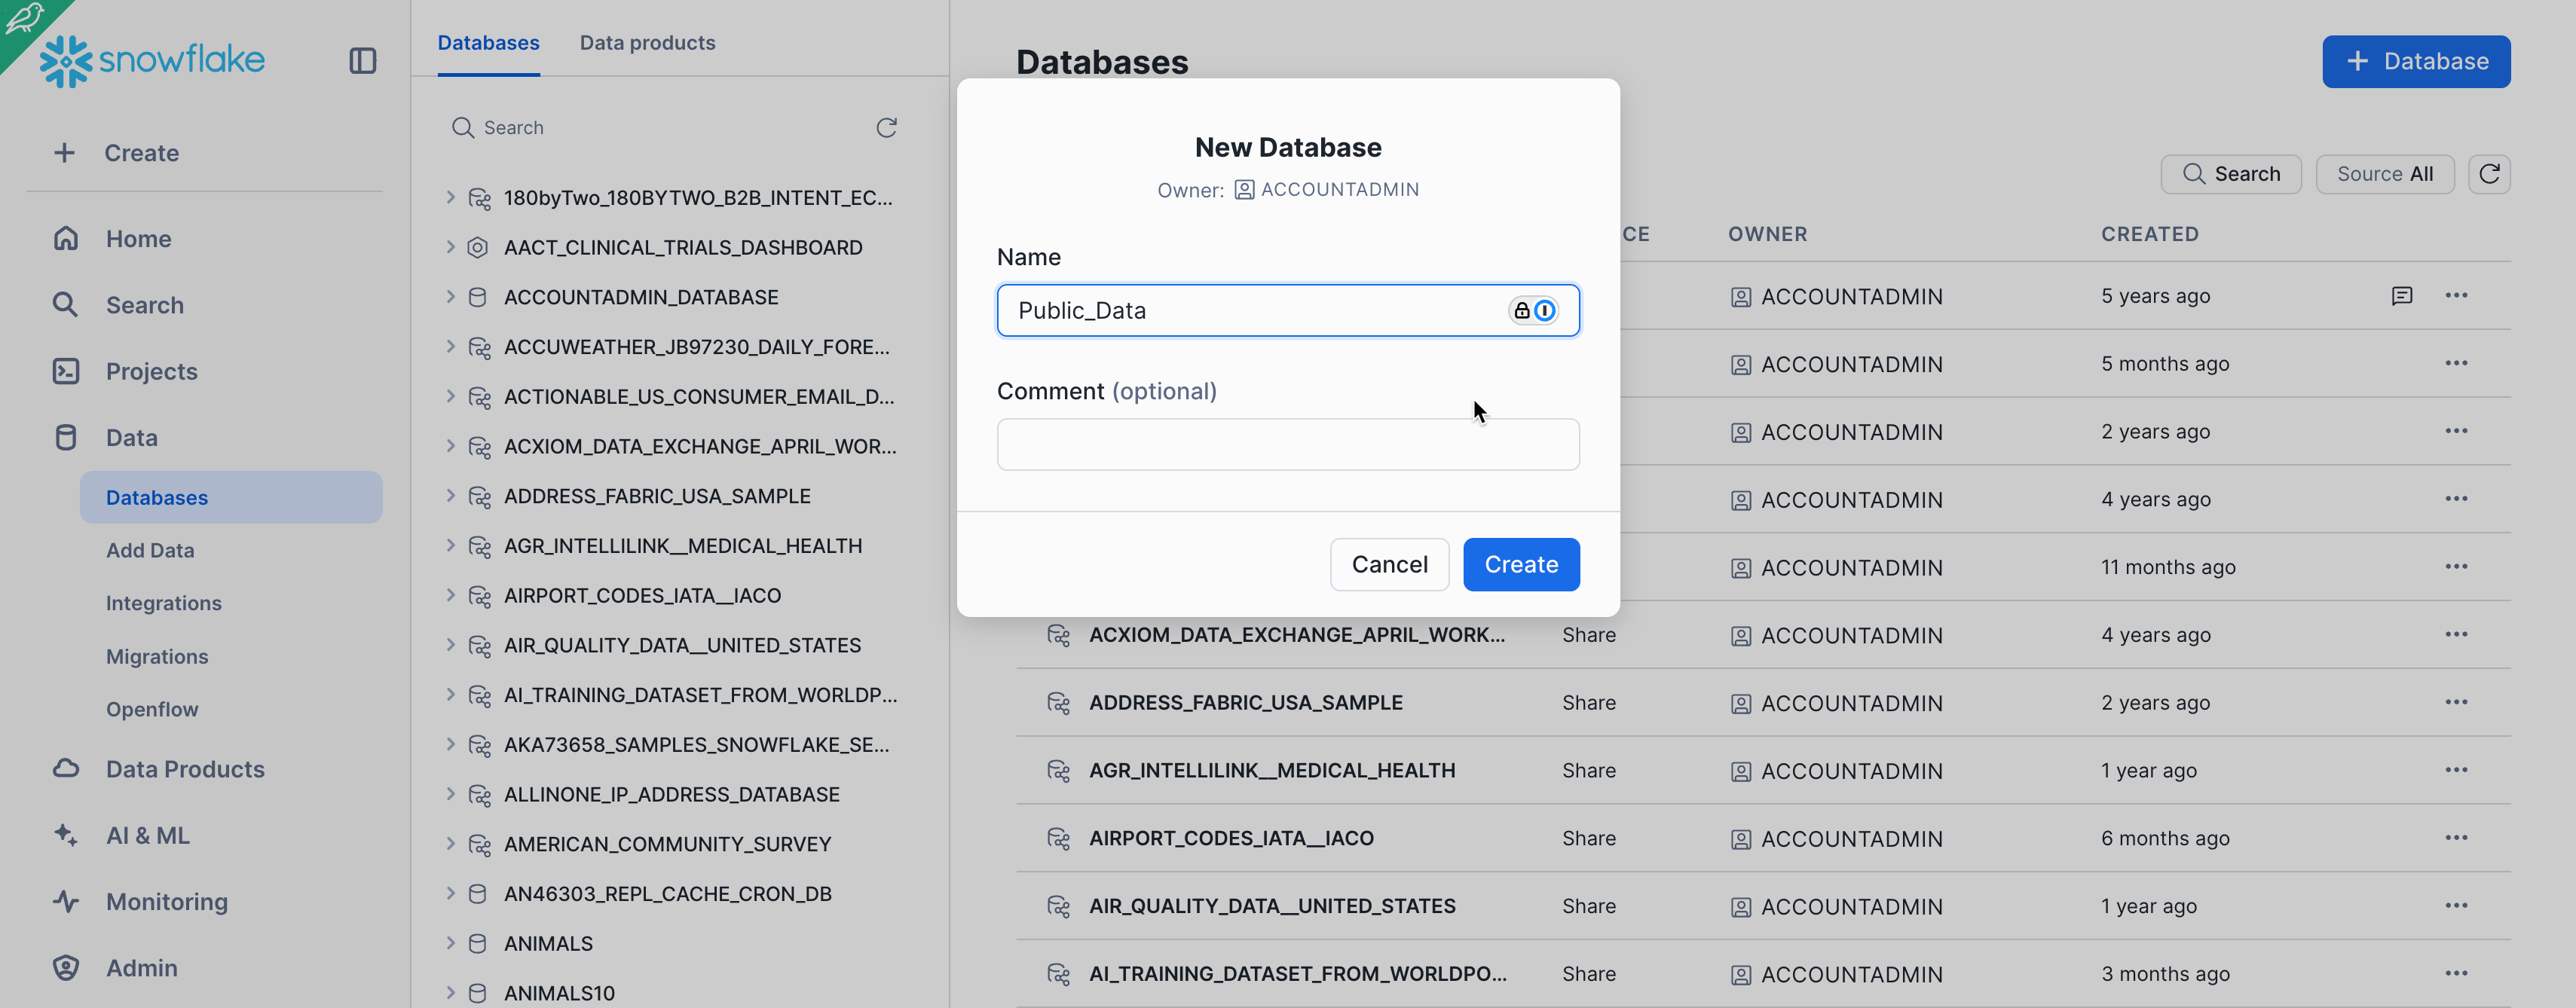 snowflake
Create
Home
Search
Projects
Data
Databases
Add Data
Integrations
Migrations
Openflow
Data Products
AI & ML
Monitoring
Admin
Databases Data products
Search
180byTwo_180BYTWO_B2B_INTENT_EC...
AACT_CLINICAL_TRIALS_DASHBOARD
ACCOUNTADMIN_DATABASE
ACCUWEATHER_JB97230_DAILY_FORE...
ACTIONABLE_US_CONSUMER_EMAIL_D...
ACXIOM_DATA_EXCHANGE_APRIL_WOR...
ADDRESS_FABRIC_USA_SAMPLE
AGR_INTELLILINK__MEDICAL_HEALTH
AIRPORT_CODES_IATA__IACO
AIR_QUALITY_DATA__UNITED_STATES
AI_TRAINING_DATASET_FROM_WORLDP...
AKA73658_SAMPLES_SNOWFLAKE_SE...
ALLINONE_IP_ADDRESS_DATABASE
AMERICAN_COMMUNITY_SURVEY
AN46303_REPL_CACHE_CRON_DB
ANIMALS
ANIMALS10
Databases
Database
Search Source All
CE OWNER CREATED
ACCOUNTADMIN 5 years ago
ACCOUNTADMIN 5 months ago
ACCOUNTADMIN 2 years ago
ACCOUNTADMIN 4 years ago
ACCOUNTADMIN 11 months ago
ACXIOM_DATA_EXCHANGE_APRIL_WORK... Share ACCOUNTADMIN 4 years ago
ADDRESS_FABRIC_USA_SAMPLE Share ACCOUNTADMIN 2 years ago
AGR_INTELLILINK__MEDICAL_HEALTH Share ACCOUNTADMIN 1 year ago
AIRPORT_CODES_IATA__IACO Share ACCOUNTADMIN 6 months ago
AIR_QUALITY_DATA__UNITED_STATES Share ACCOUNTADMIN 1 year ago
AI_TRAINING_DATASET_FROM_WORLDPO... Share ACCOUNTADMIN 3 months ago
New Database
Owner: ACCOUNTADMIN
Name
Public_Data
Comment (optional)
Cancel Create